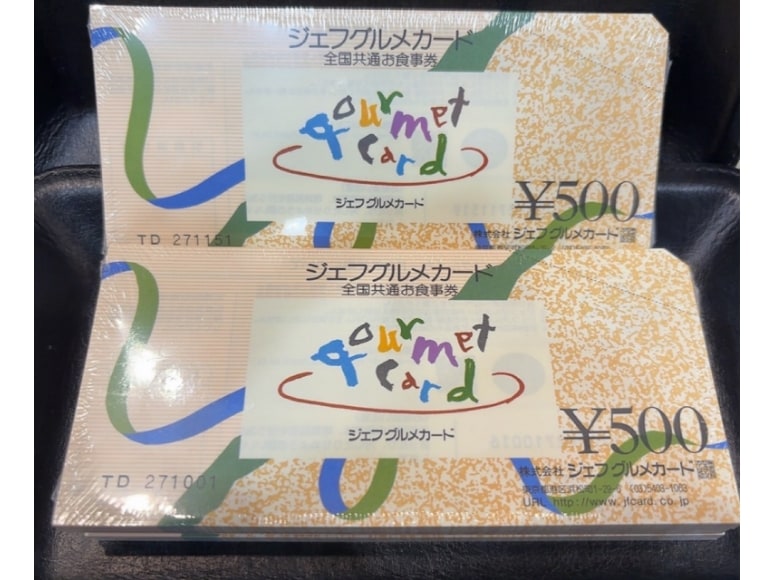 ジェフグルメカード
全国共通お食事券
gourmet
card
ジェフグルメカード
¥500
株式会社 ジェフグルメカード
TD 271151
ジェフグルメカード
全国共通お食事券
gourmet
card
ジェフグルメカード
¥500
株式会社 ジェフグルメカード
TD 271001
URL http://www.jfcard.co.jp